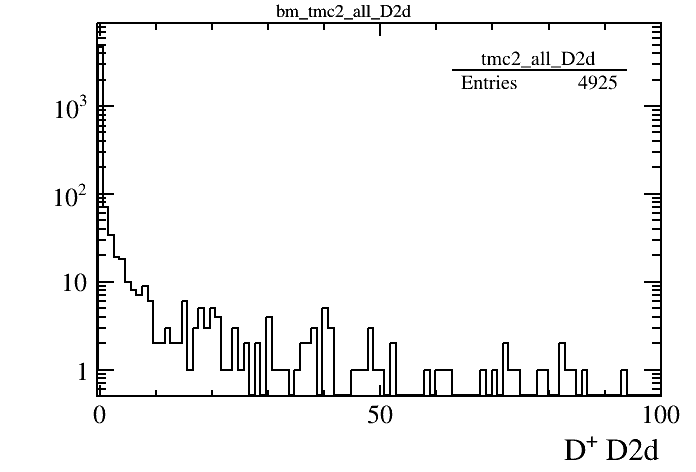 bm_tmc2_all_D2d
tmc2_all_D2d
Entries 4925
10³
10²
10
1
0 50 100
D⁺ D2d